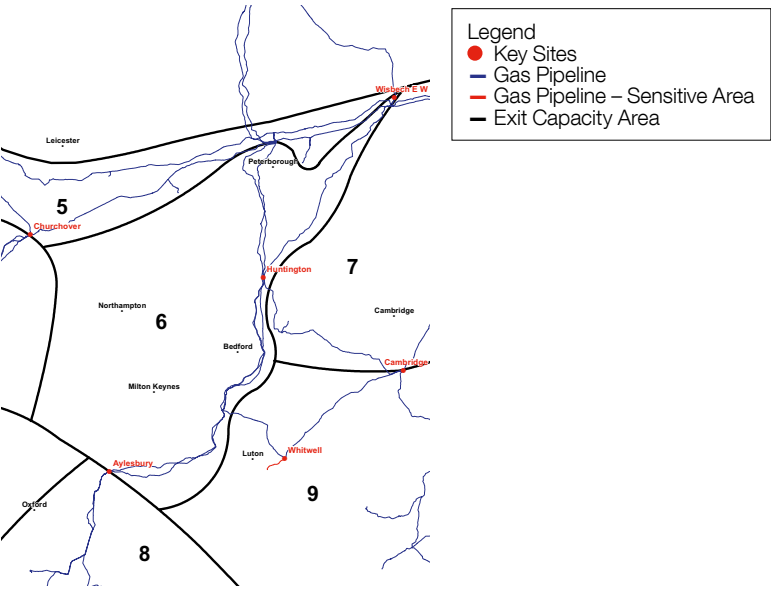 Legend
Key Sites
Gas Pipeline
Gas Pipeline – Sensitive Area
Exit Capacity Area
Wisbech E W
Leicester
Peterborough
5
Churchover
Huntington
7
Northampton
6
Cambridge
Bedford
Cambridge
Milton Keynes
Luton
Whitwell
Aylesbury
9
Oxford
8